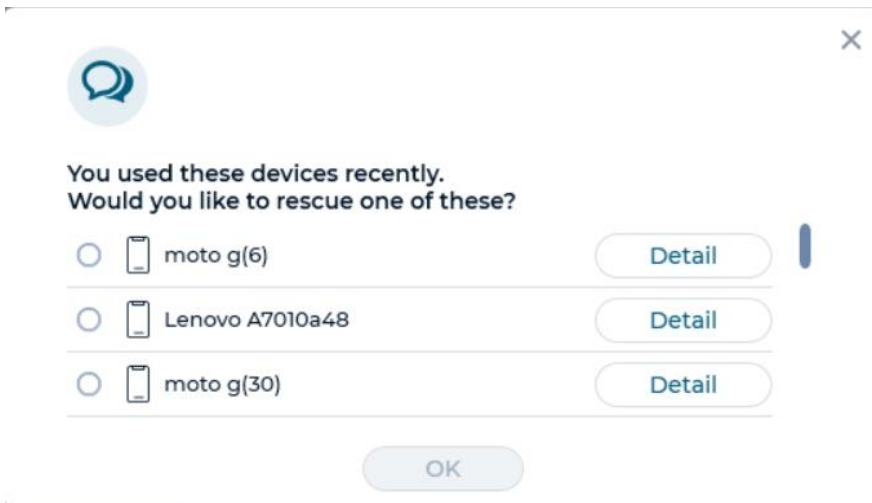 You used these devices recently.
Would you like to rescue one of these?
moto g(6) Detail
Lenovo A7010a48 Detail
moto g(30) Detail
OK